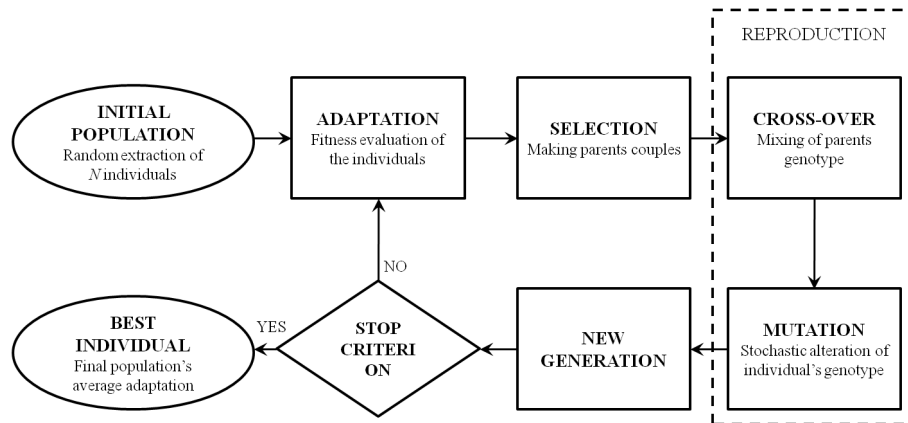 REPRODUCTION
INITIAL
POPULATION
Random extraction of
N individuals
ADAPTATION
Fitness evaluation of
the individuals
SELECTION
Making parents couples
CROSS-OVER
Mixing of parents
genotype
NO
BEST
INDIVIDUAL
Final population's
average adaptation
YES
STOP
CRITERI
ON
NEW
GENERATION
MUTATION
Stochastic alteration of
individual's genotype